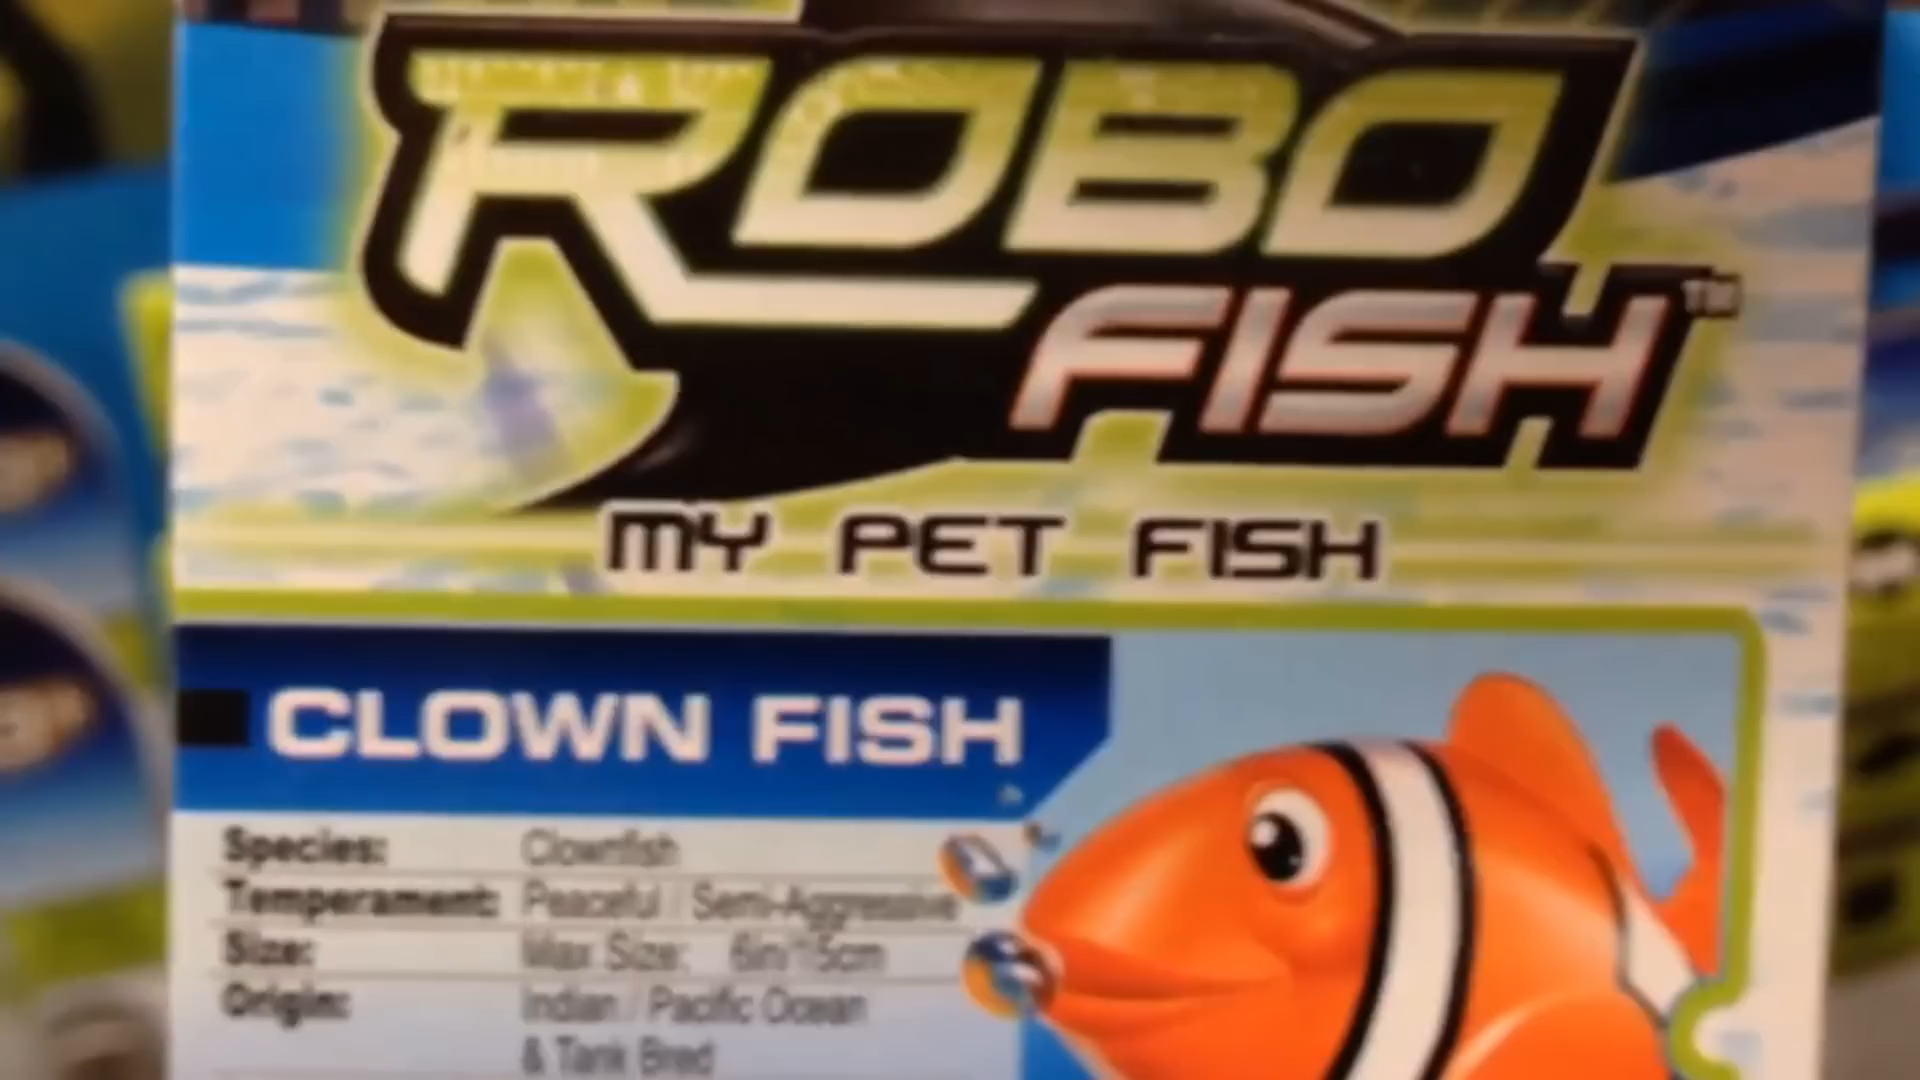 ROBO
FISH™
MY PET FISH
CLOWN FISH
Species: Clownfish
Temperament: Peaceful / Semi-Aggressive
Size: Max Size: 6in/15cm
Origin: Indian / Pacific Ocean
& Tank Bred